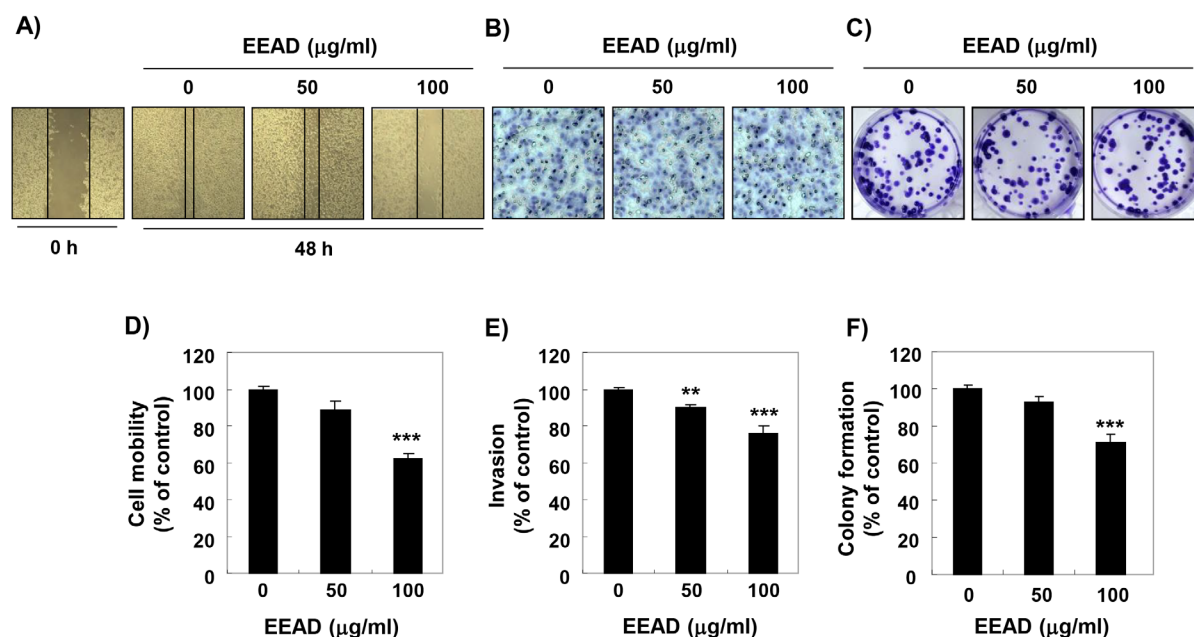 A)
EEAD (μg/ml)
0 50 100
0 h
48 h
B)
EEAD (μg/ml)
0 50 100
C)
EEAD (μg/ml)
0 50 100
D)
Cell mobility
(% of control)
120
100
80
60
40
20
0
***
0 50 100
EEAD (μg/ml)
E)
Invasion
(% of control)
120
100
80
60
40
20
0
**
***
0 50 100
EEAD (μg/ml)
F)
Colony formation
(% of control)
120
100
80
60
40
20
0
***
0 50 100
EEAD (μg/ml)